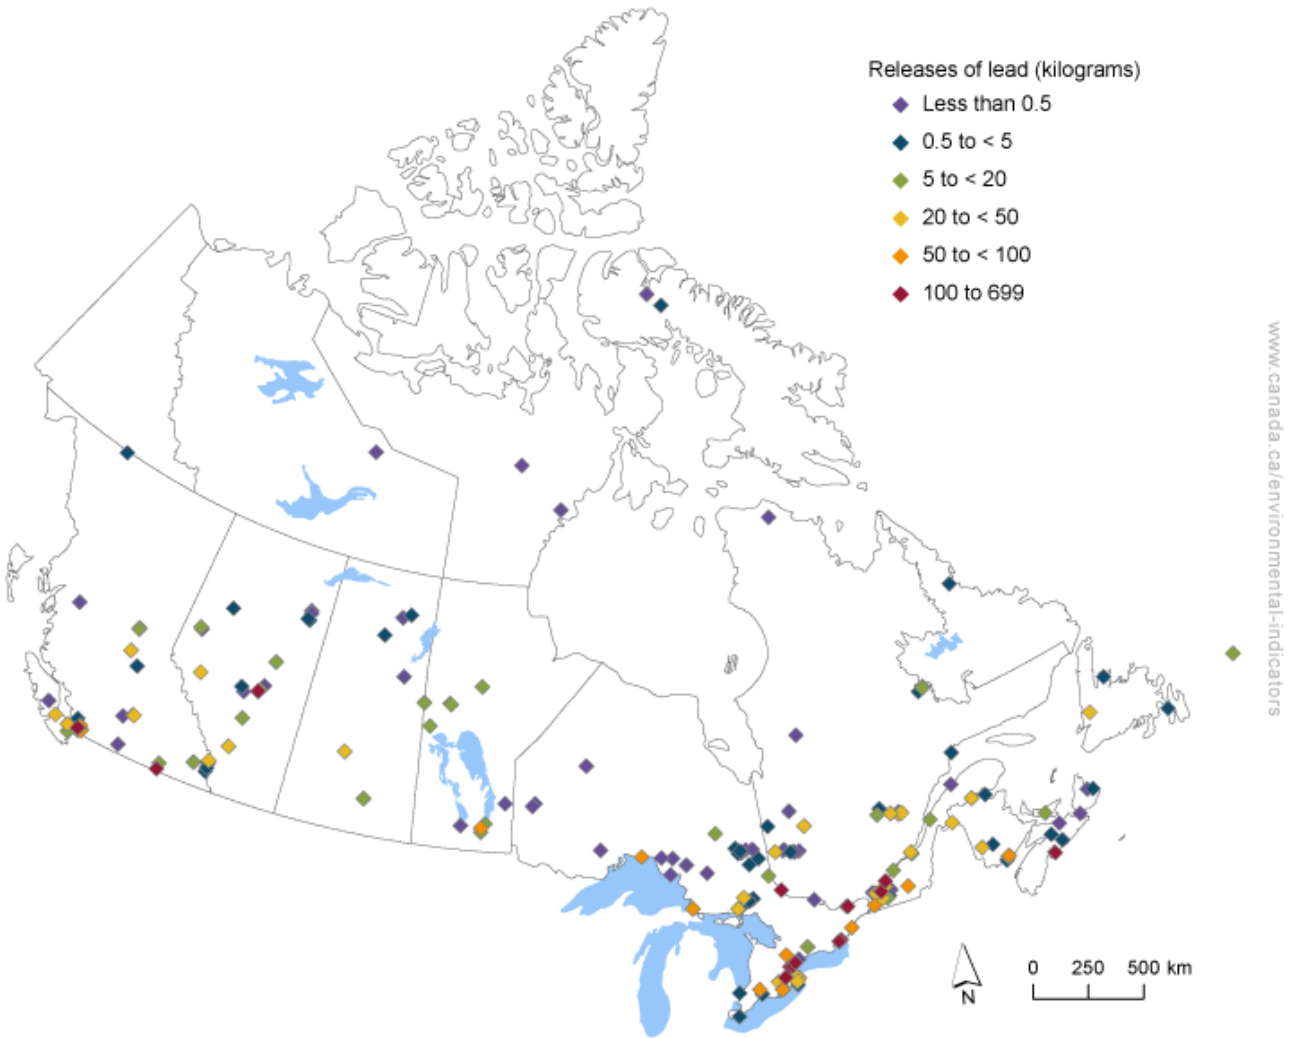 Releases of lead (kilograms)
Less than 0.5
0.5 to < 5
5 to < 20
20 to < 50
50 to < 100
100 to 699
www.canada.ca/environmental-indicators
N
0 250 500 km